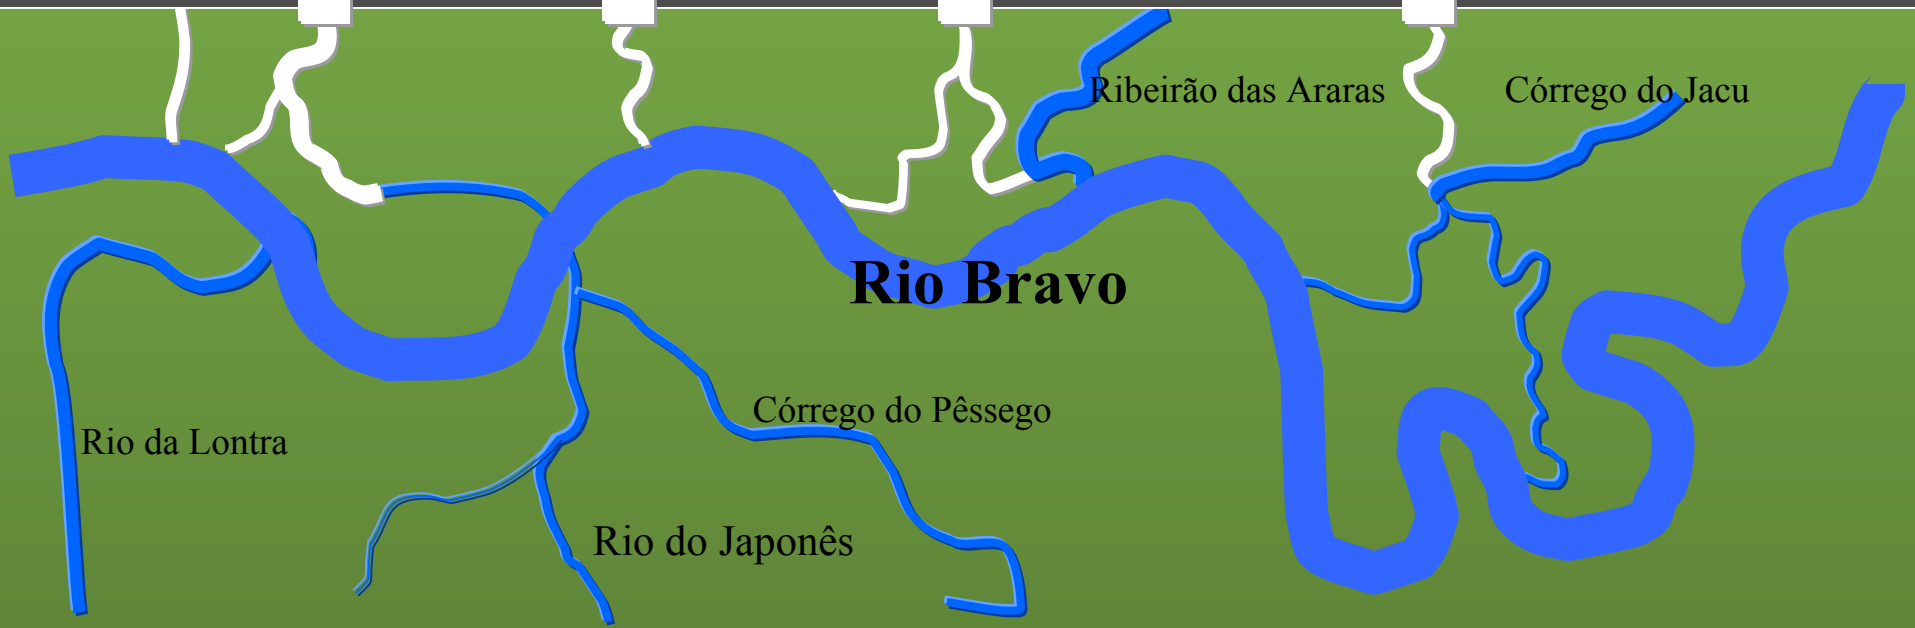 Ribeirão das Araras
Córrego do Jacu
Rio Bravo
Córrego do Pêssego
Rio da Lontra
Rio do Japonês